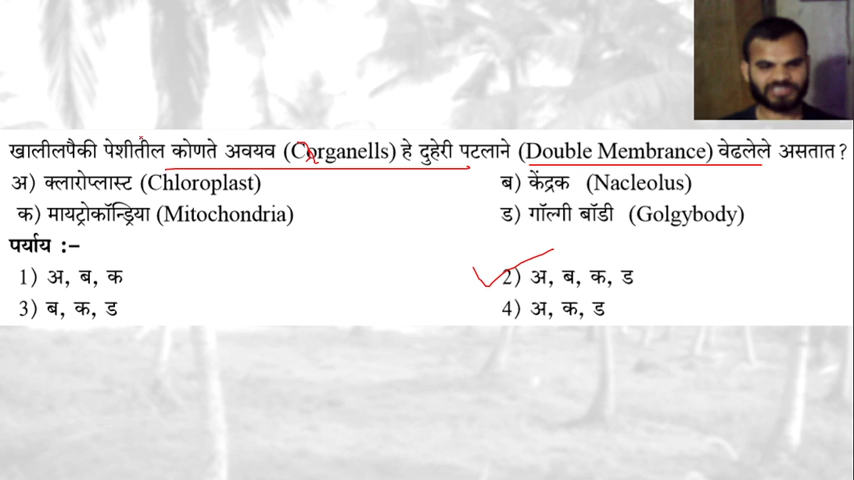 खालीलपैकी पेशीतील कोणते अवयव (Corganells) हे दुहेरी पटलाने (Double Membrance) वेढलेले असतात ?
अ) क्लारोप्लास्ट (Chloroplast) ब) केंद्रक (Nacleolus)
क) मायट्रोकॉन्ड्रिया (Mitochondria) ड) गॉल्गी बॉडी (Golgybody)
पर्याय :–
1) अ, ब, क 2) अ, ब, क, ड
3) ब, क, ड 4) अ, क, ड